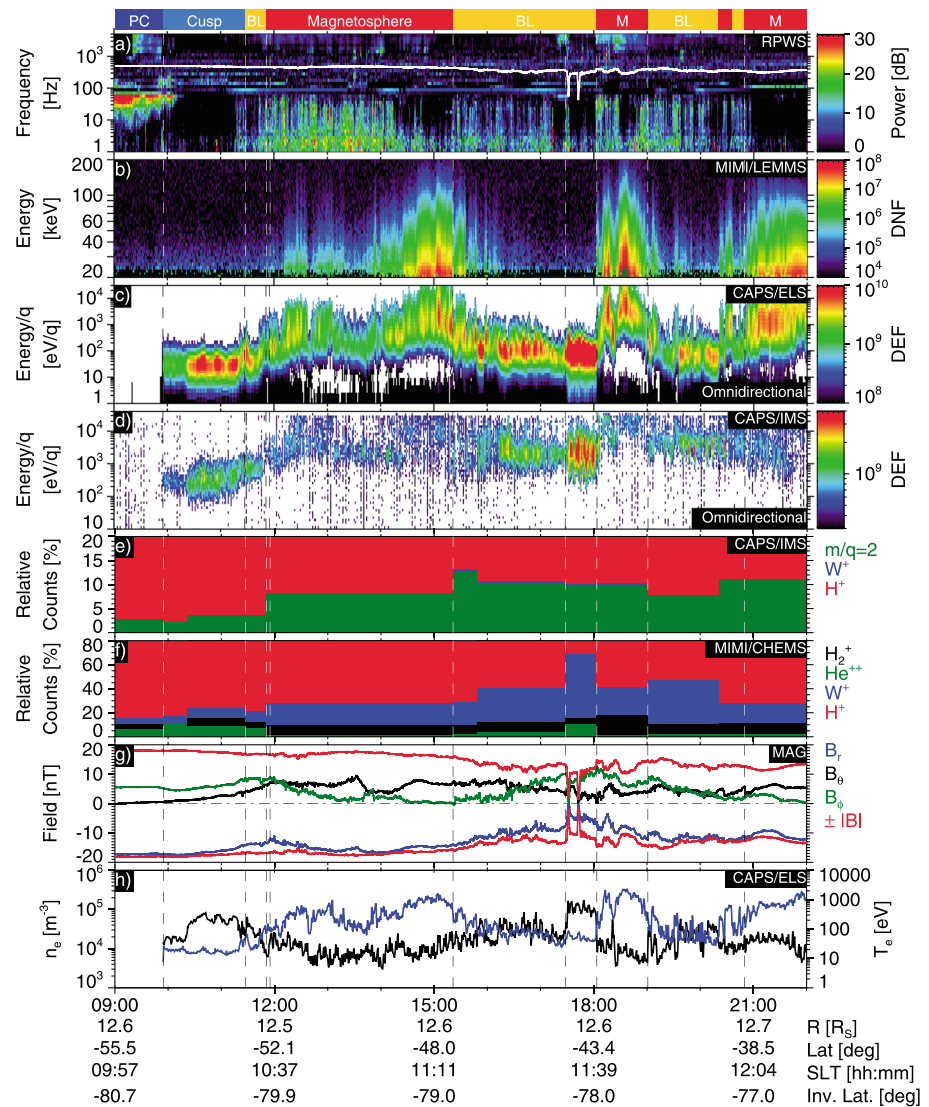 PC Cusp BL Magnetosphere BL M BL M
a) RPWS
Frequency [Hz]
10³
100
10
1
30
20
10
0
Power [dB]
b) MIMI/LEMMS
Energy keV
200
100
60
40
20
10⁸
10⁷
10⁶
10⁵
10⁴
DNF
c) CAPS/ELS
Energy/q [eV/q]
10⁴
10³
10²
10
1
Omnidirectional
10¹⁰
10⁹
10⁸
DEF
d) CAPS/IMS
Energy/q [eV/q]
10⁴
10³
10²
10
Omnidirectional
10⁹
DEF
e) CAPS/IMS
Relative Counts [%]
20
15
10
5
0
m/q=2
W⁺
H⁺
f) MIMI/CHEMS
Relative Counts [%]
80
60
40
20
0
H₂⁺
He⁺⁺
W⁺
H⁺
g) MAG
Field [nT]
20
10
0
-10
-20
Bᵣ
B_θ
B_ϕ
± |B|
h) CAPS/ELS
nₑ [m⁻³]
10⁶
10⁵
10⁴
10³
10000
1000
100
10
1
Tₑ [eV]
09:00 12:00 15:00 18:00 21:00
12.6 12.5 12.6 12.6 12.7 R [R_S]
-55.5 -52.1 -48.0 -43.4 -38.5 Lat [deg]
09:57 10:37 11:11 11:39 12:04 SLT [hh:mm]
-80.7 -79.9 -79.0 -78.0 -77.0 Inv. Lat. [deg]